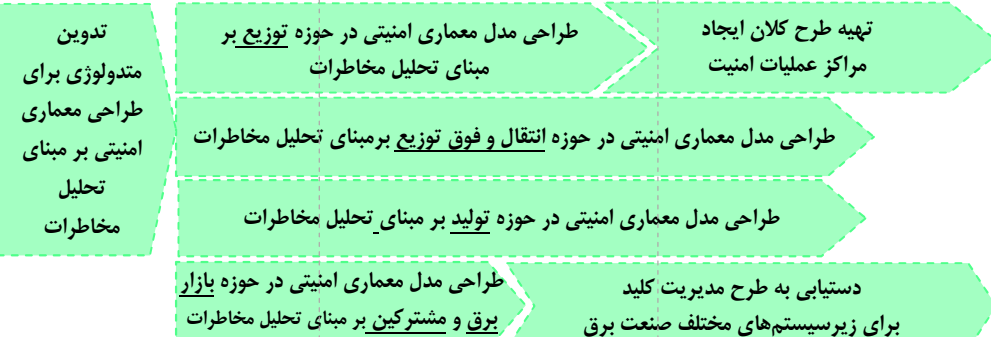 تدوین
متدولوژی برای
طراحی معماری
امنیتی بر مبنای
تحلیل
مخاطرات
طراحی مدل معماری امنیتی در حوزه توزیع بر
مبنای تحلیل مخاطرات
تهیه طرح کلان ایجاد
مراکز عملیات امنیت
طراحی مدل معماری امنیتی در حوزه انتقال و فوق توزیع برمبنای تحلیل مخاطرات
طراحی مدل معماری امنیتی در حوزه تولید بر مبنای تحلیل مخاطرات
طراحی مدل معماری امنیتی در حوزه بازار
برق و مشترکین بر مبنای تحلیل مخاطرات
دستیابی به طرح مدیریت کلید
برای زیرسیستم‌های مختلف صنعت برق